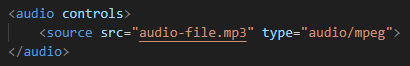 <audio controls>
    <source src="audio-file.mp3" type="audio/mpeg">
</audio>